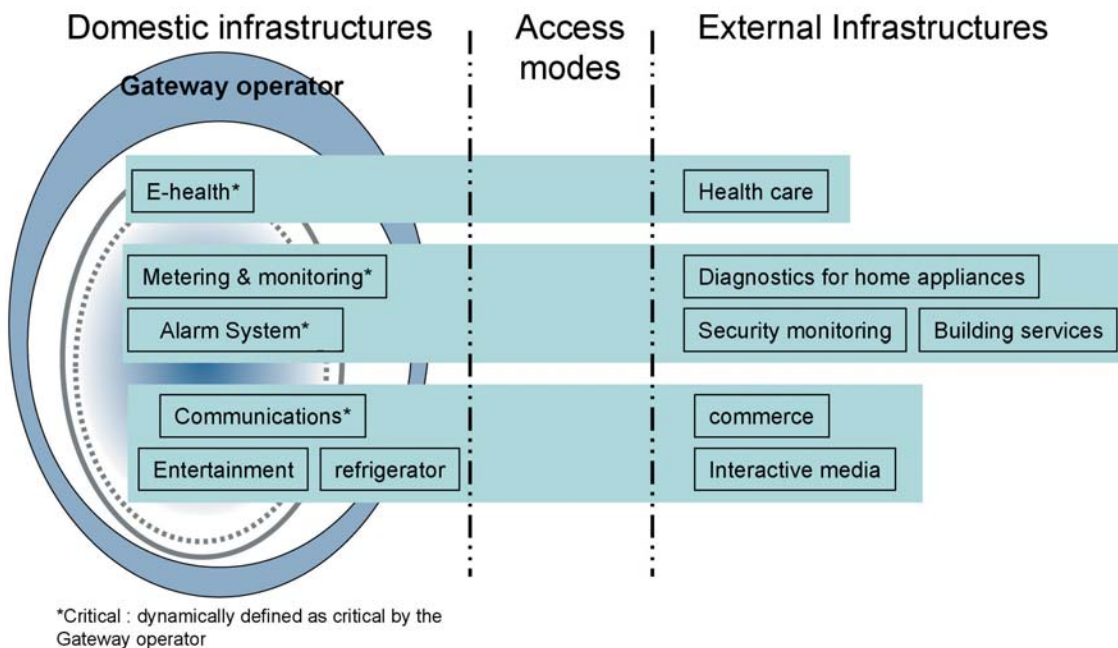 Domestic infrastructures
Access
modes
External Infrastructures
Gateway operator
E-health*
Health care
Metering & monitoring*
Diagnostics for home appliances
Alarm System*
Security monitoring
Building services
Communications*
commerce
Entertainment
refrigerator
Interactive media
*Critical : dynamically defined as critical by the
Gateway operator